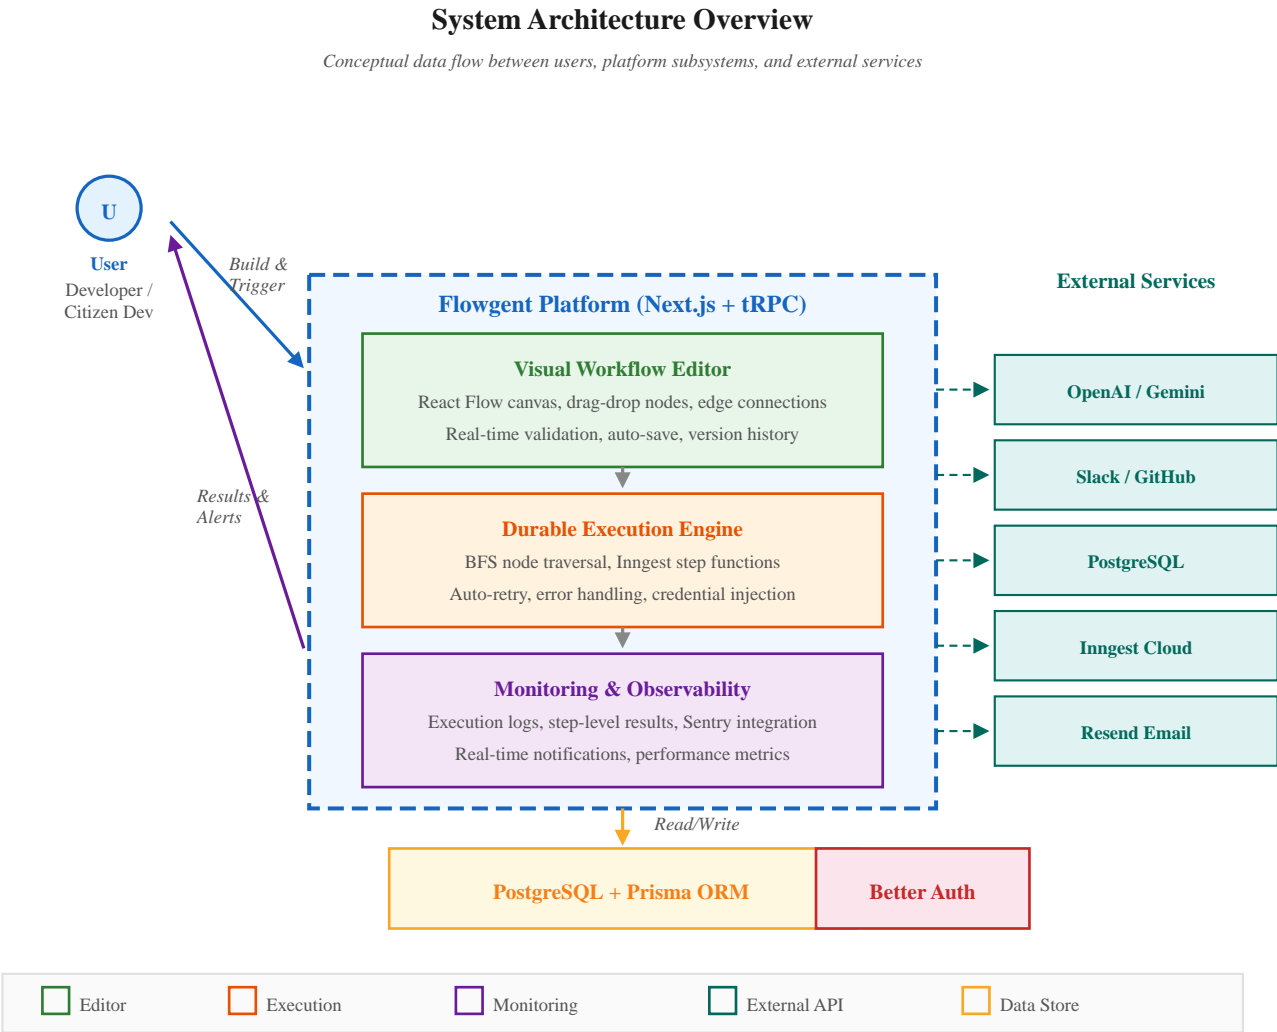 System Architecture Overview
Conceptual data flow between users, platform subsystems, and external services
U
User
Developer /
Citizen Dev
Build &
Trigger
Results &
Alerts
Flowgent Platform (Next.js + tRPC)
Visual Workflow Editor
React Flow canvas, drag-drop nodes, edge connections
Real-time validation, auto-save, version history
Durable Execution Engine
BFS node traversal, Inngest step functions
Auto-retry, error handling, credential injection
Monitoring & Observability
Execution logs, step-level results, Sentry integration
Real-time notifications, performance metrics
External Services
OpenAI / Gemini
Slack / GitHub
PostgreSQL
Inngest Cloud
Resend Email
Read/Write
PostgreSQL + Prisma ORM
Better Auth
Editor
Execution
Monitoring
External API
Data Store